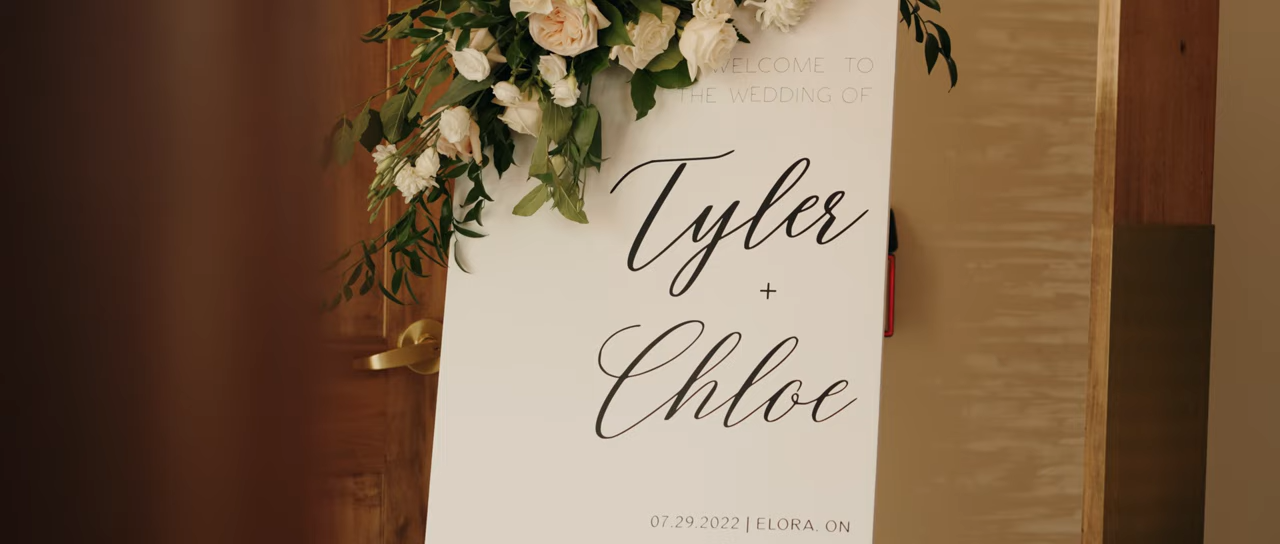 WELCOME TO
THE WEDDING OF
Tyler
+
Chloe
07.29.2022 | ELORA, ON